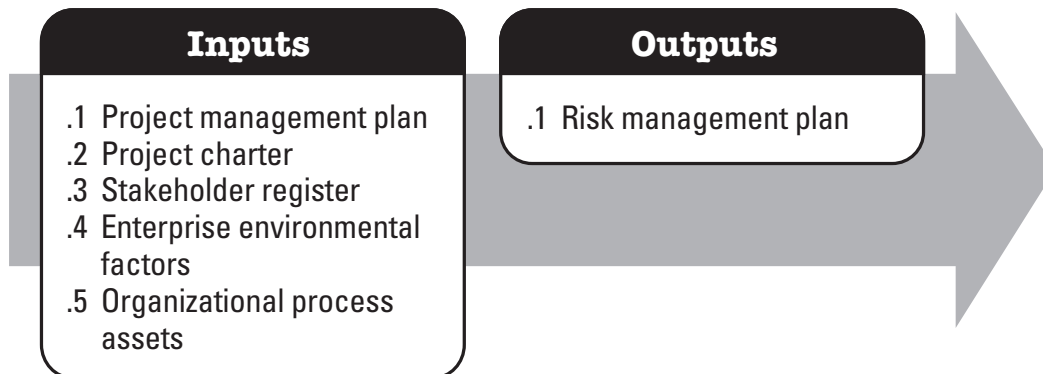 Inputs
.1 Project management plan
.2 Project charter
.3 Stakeholder register
.4 Enterprise environmental
factors
.5 Organizational process
assets
Outputs
.1 Risk management plan